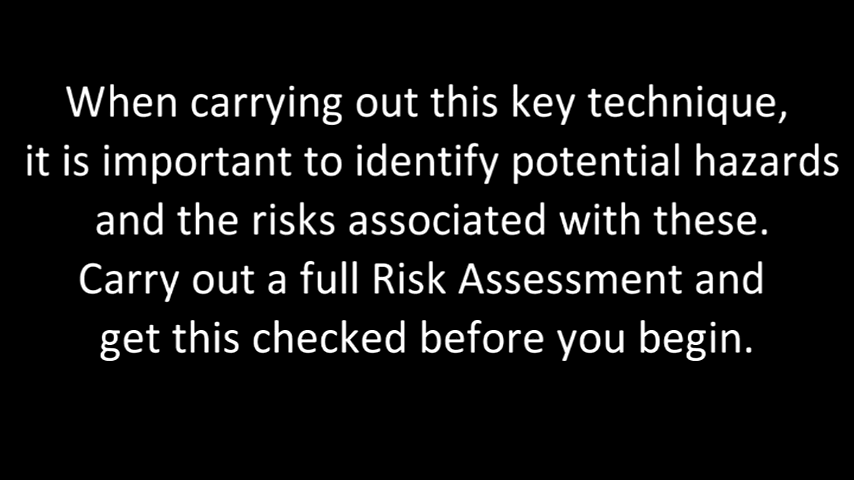 When carrying out this key technique,
it is important to identify potential hazards
and the risks associated with these.
Carry out a full Risk Assessment and
get this checked before you begin.